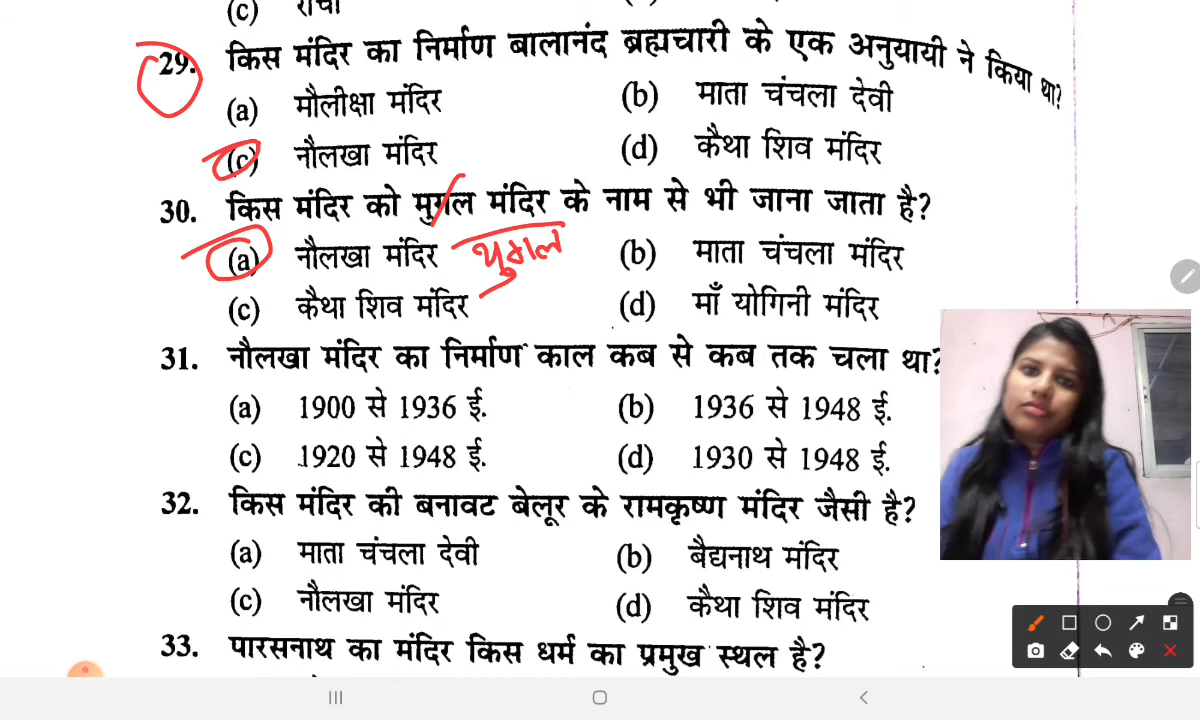 (c) राँची
29. किस मंदिर का निर्माण बालानंद ब्रह्मचारी के एक अनुयायी ने किया था?
(a) मौलीक्षा मंदिर (b) माता चंचला देवी
(c) नौलखा मंदिर (d) कैथा शिव मंदिर
30. किस मंदिर को मुगल मंदिर के नाम से भी जाना जाता है?
(a) नौलखा मंदिर युगल (b) माता चंचला मंदिर
(c) कैथा शिव मंदिर (d) माँ योगिनी मंदिर
31. नौलखा मंदिर का निर्माण काल कब से कब तक चला था?
(a) 1900 से 1936 ई. (b) 1936 से 1948 ई.
(c) 1920 से 1948 ई. (d) 1930 से 1948 ई.
32. किस मंदिर की बनावट बेलूर के रामकृष्ण मंदिर जैसी है?
(a) माता चंचला देवी (b) बैद्यनाथ मंदिर
(c) नौलखा मंदिर (d) कैथा शिव मंदिर
33. पारसनाथ का मंदिर किस धर्म का प्रमुख स्थल है?